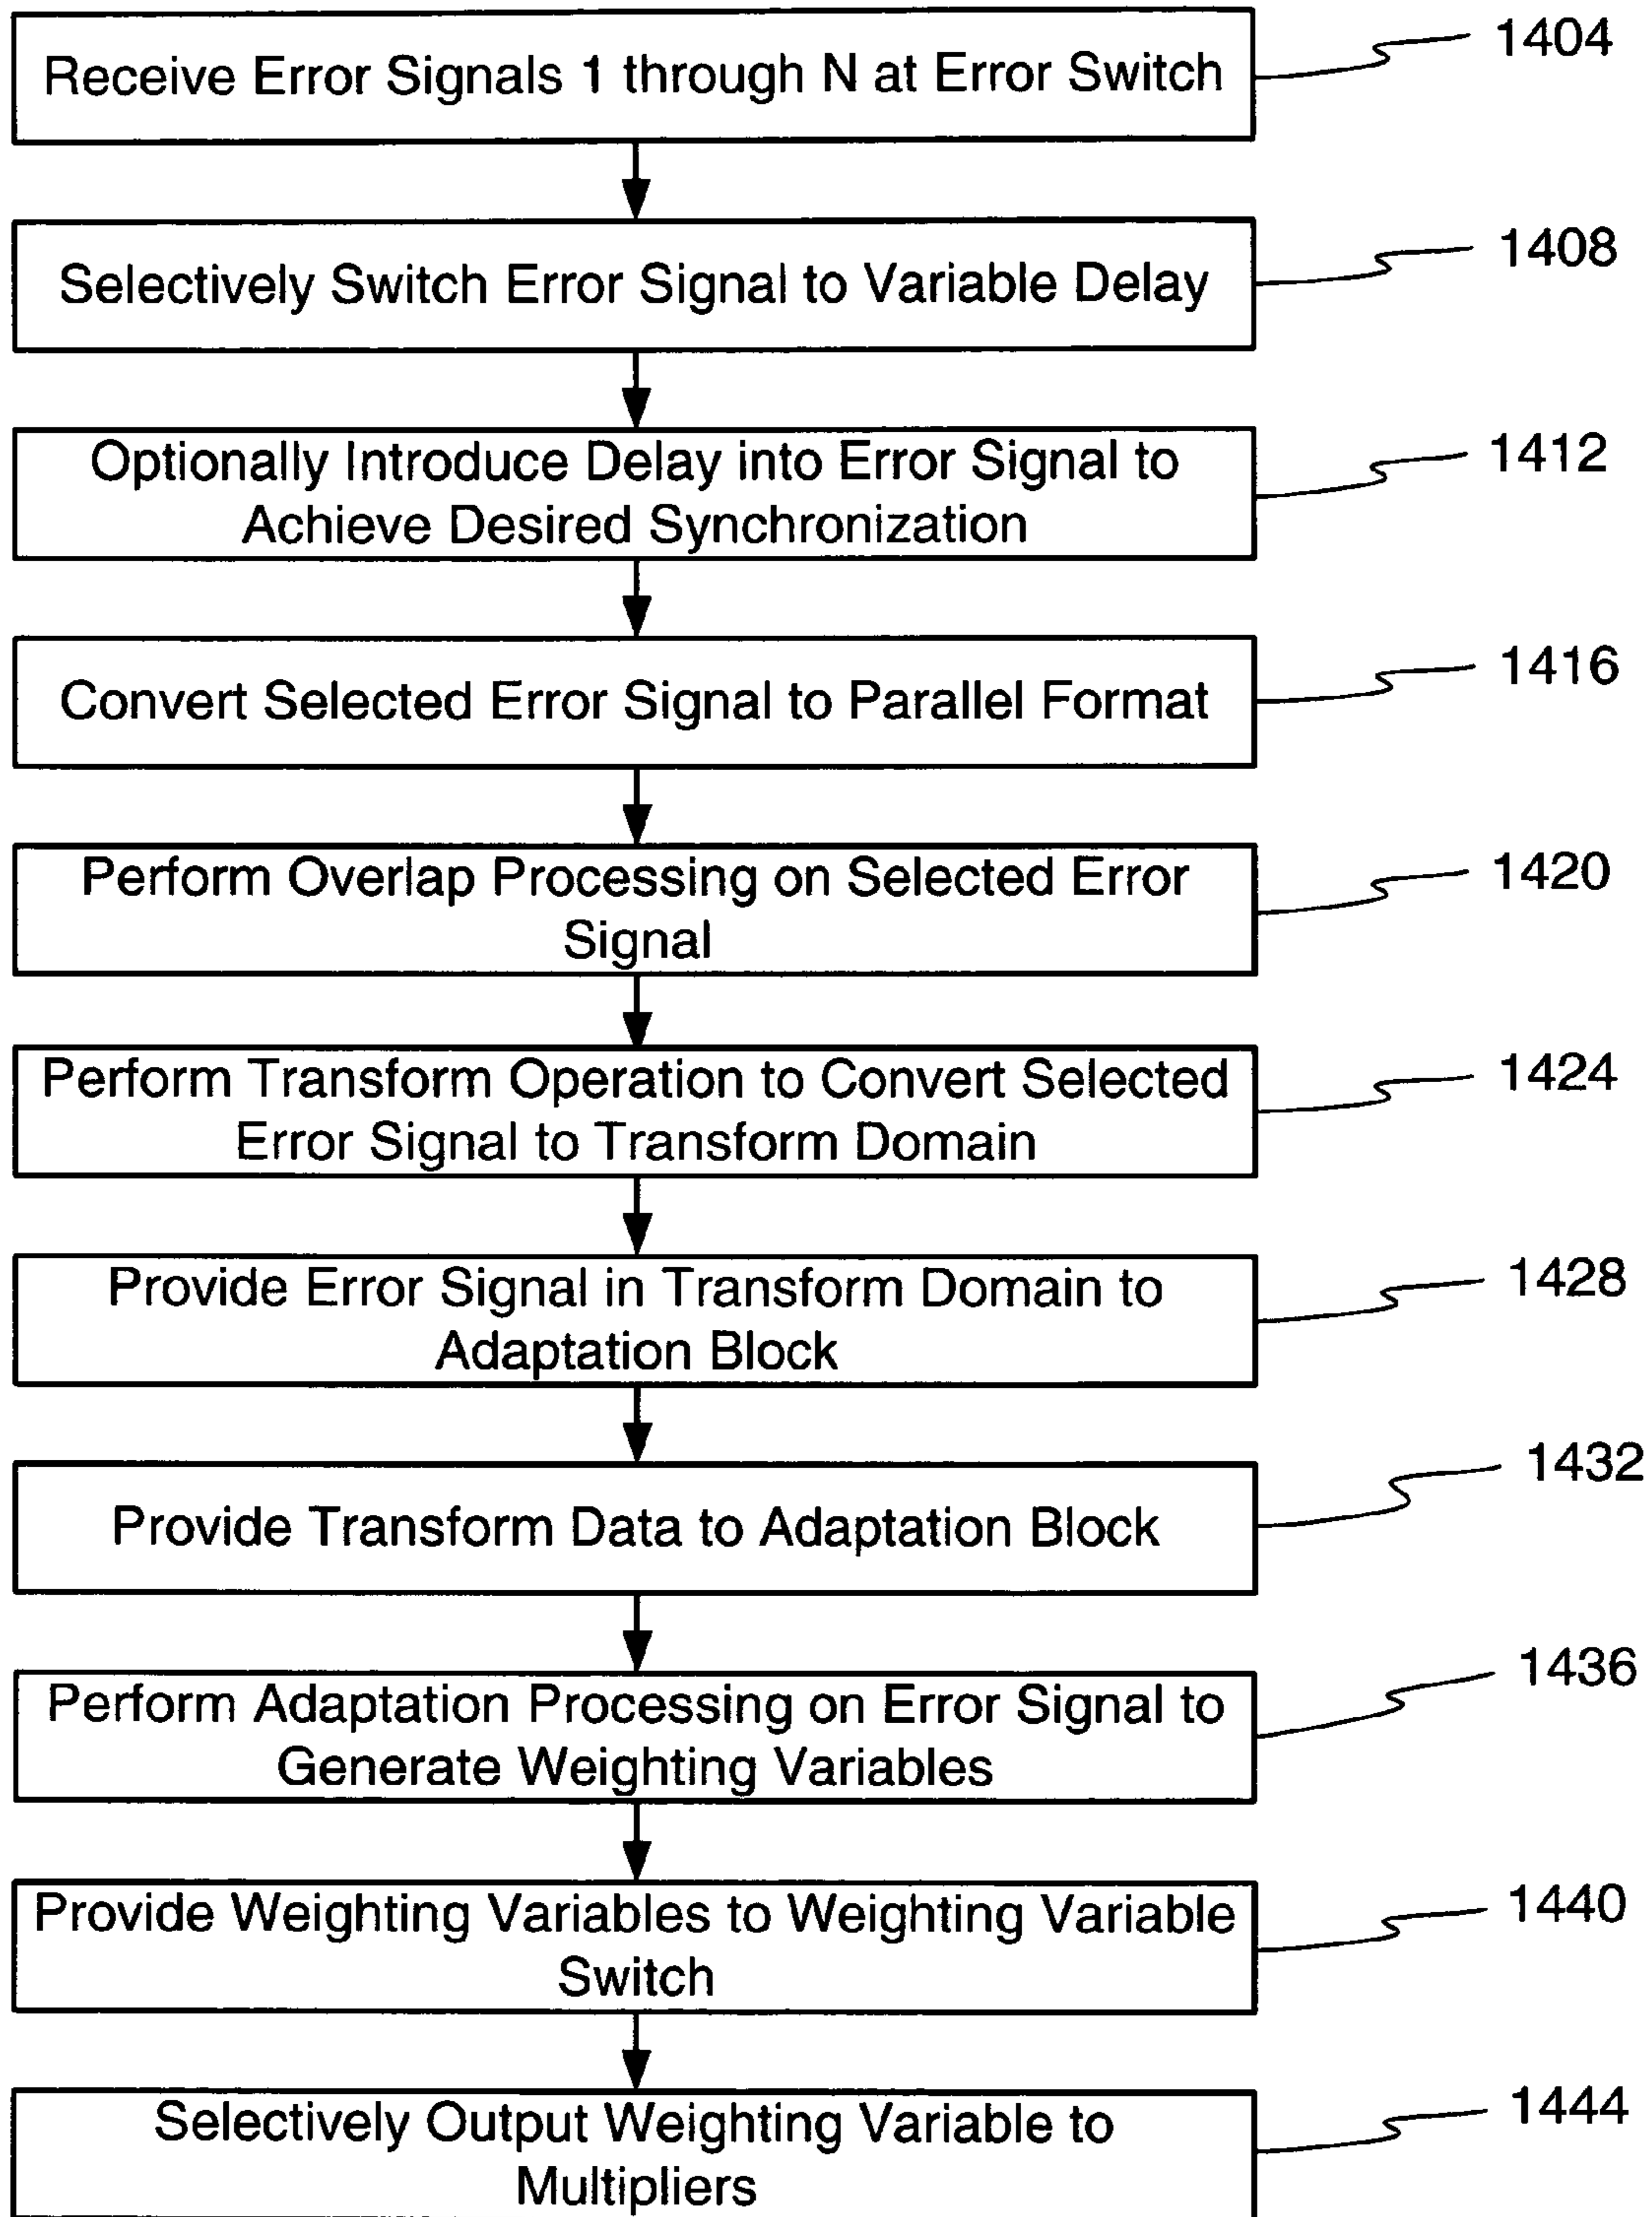 Receive Error Signals 1 through N at Error Switch
1404
Selectively Switch Error Signal to Variable Delay
1408
Optionally Introduce Delay into Error Signal to
Achieve Desired Synchronization
1412
Convert Selected Error Signal to Parallel Format
1416
Perform Overlap Processing on Selected Error
Signal
1420
Perform Transform Operation to Convert Selected
Error Signal to Transform Domain
1424
Provide Error Signal in Transform Domain to
Adaptation Block
1428
Provide Transform Data to Adaptation Block
1432
Perform Adaptation Processing on Error Signal to
Generate Weighting Variables
1436
Provide Weighting Variables to Weighting Variable
Switch
1440
Selectively Output Weighting Variable to
Multipliers
1444